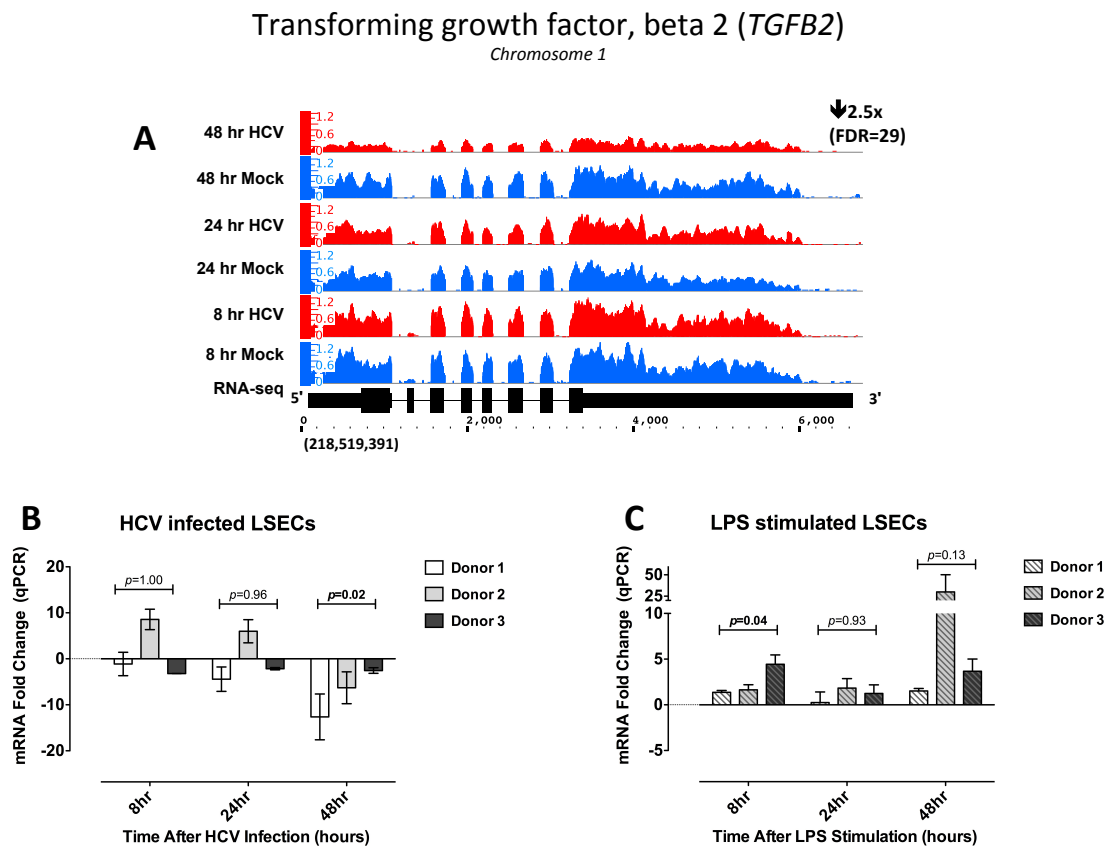 Transforming growth factor, beta 2 (TGFB2)
Chromosome 1
A
48 hr HCV
1.2
0.6
0
↓2.5x
(FDR=29)
48 hr Mock
1.2
0.6
0
24 hr HCV
1.2
0.6
0
24 hr Mock
1.2
0.6
0
8 hr HCV
1.2
0.6
0
8 hr Mock
1.2
0.6
0
RNA-seq
5' 3'
0 2,000 4,000 6,000
(218,519,391)
B HCV infected LSECs
mRNA Fold Change (qPCR)
20
10
0
-10
-20
p=1.00
p=0.96
p=0.02
Donor 1
Donor 2
Donor 3
8hr 24hr 48hr
Time After HCV Infection (hours)
C LPS stimulated LSECs
mRNA Fold Change (qPCR)
50
25
10
5
0
-5
p=0.04
p=0.93
p=0.13
Donor 1
Donor 2
Donor 3
8hr 24hr 48hr
Time After LPS Stimulation (hours)